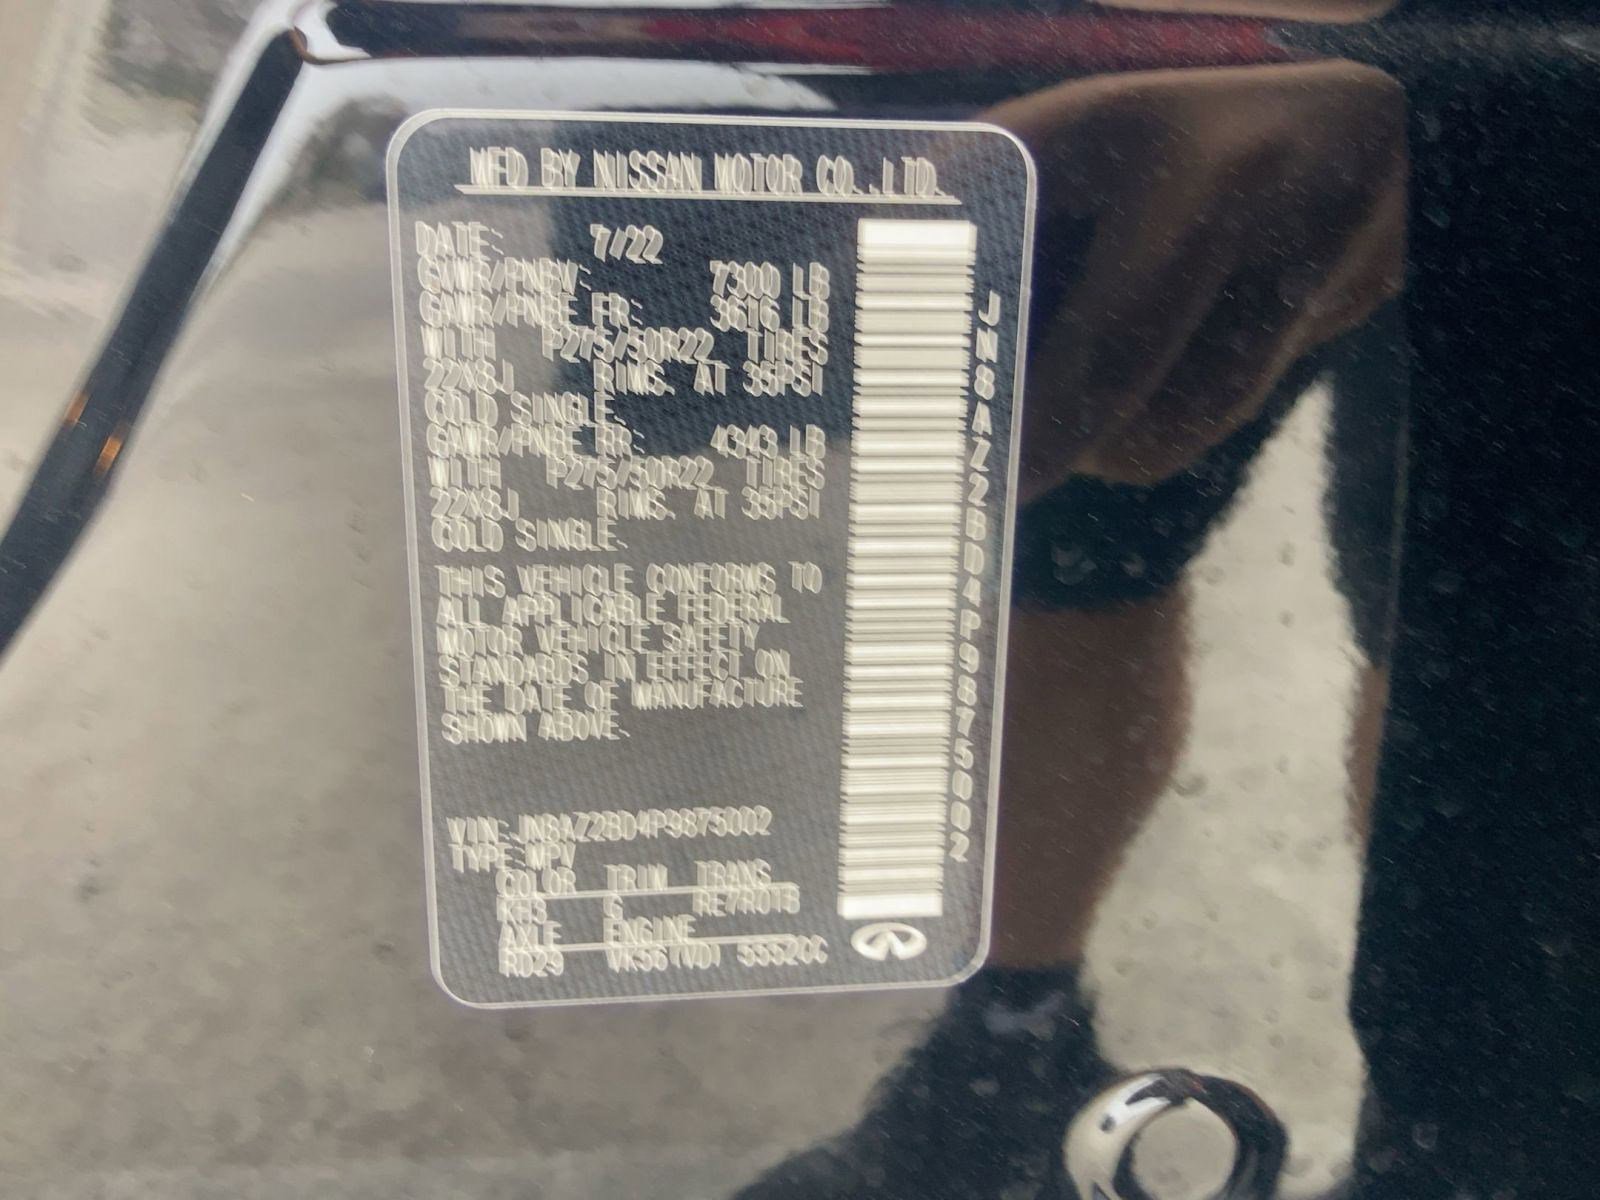 MFD BY NISSAN MOTOR CO.,LTD.
DATE: 7/22
GVWR/PNBV: 7300 LB
GAWR/PNBE FR: 3616 LB
WITH P275/50R22 TIRES
22X8J RIMS. AT 35PSI
COLD SINGLE.
GAWR/PNBE RR: 4343 LB
WITH P275/50R22 TIRES
22X8J RIMS. AT 35PSI
COLD SINGLE.
THIS VEHICLE CONFORMS TO
ALL APPLICABLE FEDERAL
MOTOR VEHICLE SAFETY
STANDARDS IN EFFECT ON
THE DATE OF MANUFACTURE
SHOWN ABOVE.
VIN:JN8AZ2BD4P9875002
TYPE:MPV
COLOR TRIM TRANS
KH3 G RE7R01B
AXLE ENGINE
RD29 VK56(VD) 5552CC
JN8AZ2BD4P9875002